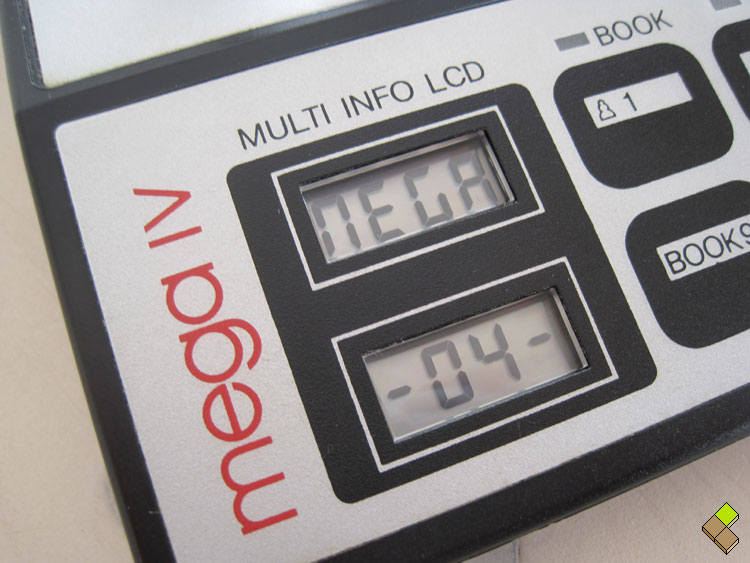 BOOK
MULTI INFO LCD
♙ 1
MEGA
mega IV
BOOKS
-04-